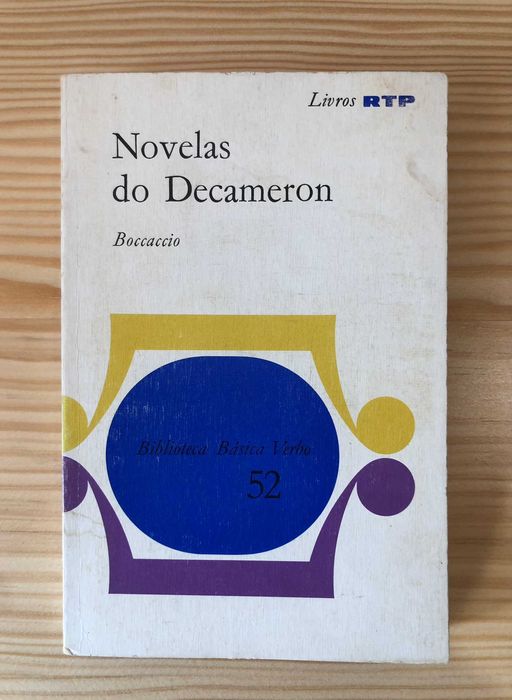 Livros RTP
Novelas
do Decameron
Boccaccio
Biblioteca Básica Verbo
52